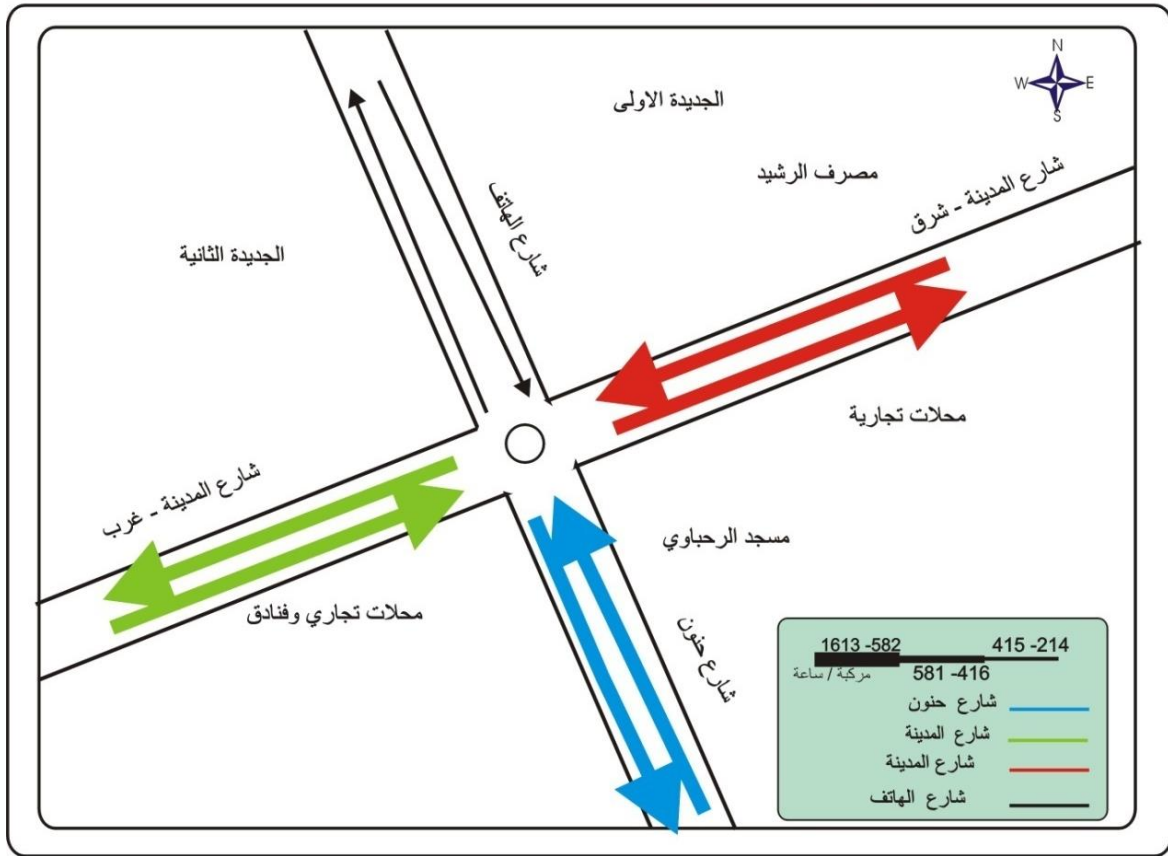 N
W E
S
الجديدة الاولى
مصرف الرشيد
شارع المدينة - شرق
شارع الهاتف
الجديدة الثانية
محلات تجارية
شارع المدينة - غرب
مسجد الرحباوي
محلات تجاري وفنادق
شارع حنون
1613 -582 415 -214
مركبة / ساعة 581 -416
شارع حنون
شارع المدينة
شارع المدينة
شارع الهاتف